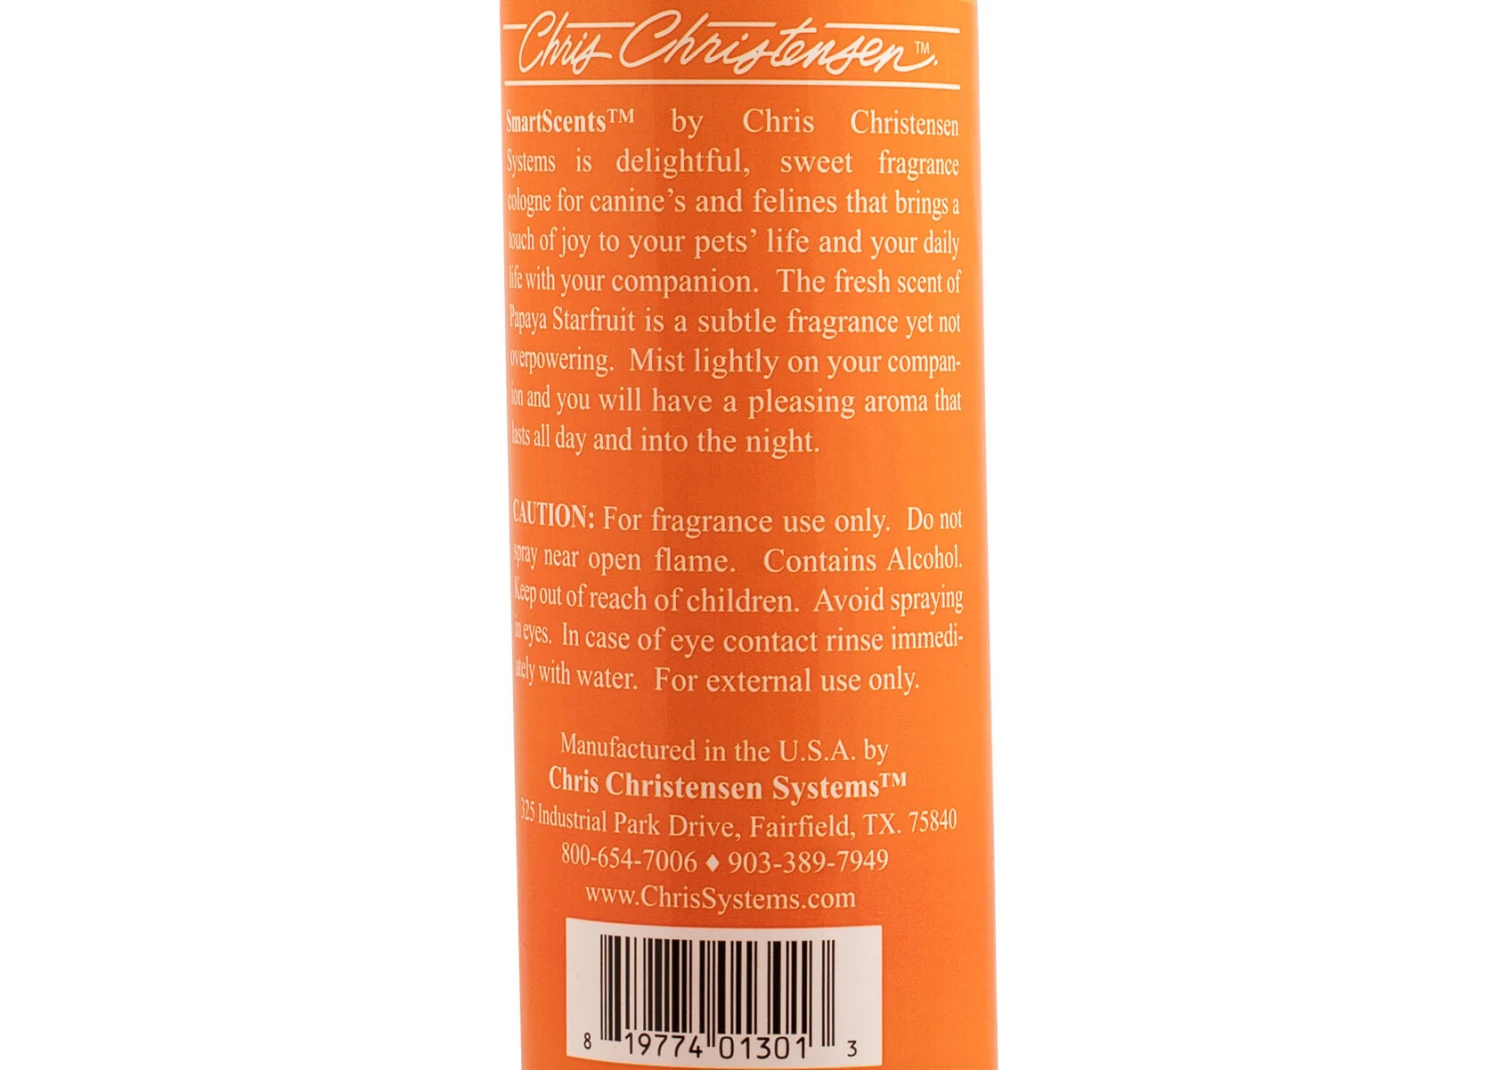 Chris Christensen™.
SmartScents™ by Chris Christensen
Systems is delightful, sweet fragrance
cologne for canine’s and felines that brings a
touch of joy to your pets’ life and your daily
life with your companion. The fresh scent of
Papaya Starfruit is a subtle fragrance yet not
overpowering. Mist lightly on your compan-
ion and you will have a pleasing aroma that
lasts all day and into the night.
CAUTION: For fragrance use only. Do not
spray near open flame. Contains Alcohol.
Keep out of reach of children. Avoid spraying
in eyes. In case of eye contact rinse immedi-
ately with water. For external use only.
Manufactured in the U.S.A. by
Chris Christensen Systems™
325 Industrial Park Drive, Fairfield, TX. 75840
800-654-7006 ♦ 903-389-7949
www.ChrisSystems.com
8 19774 01301 3